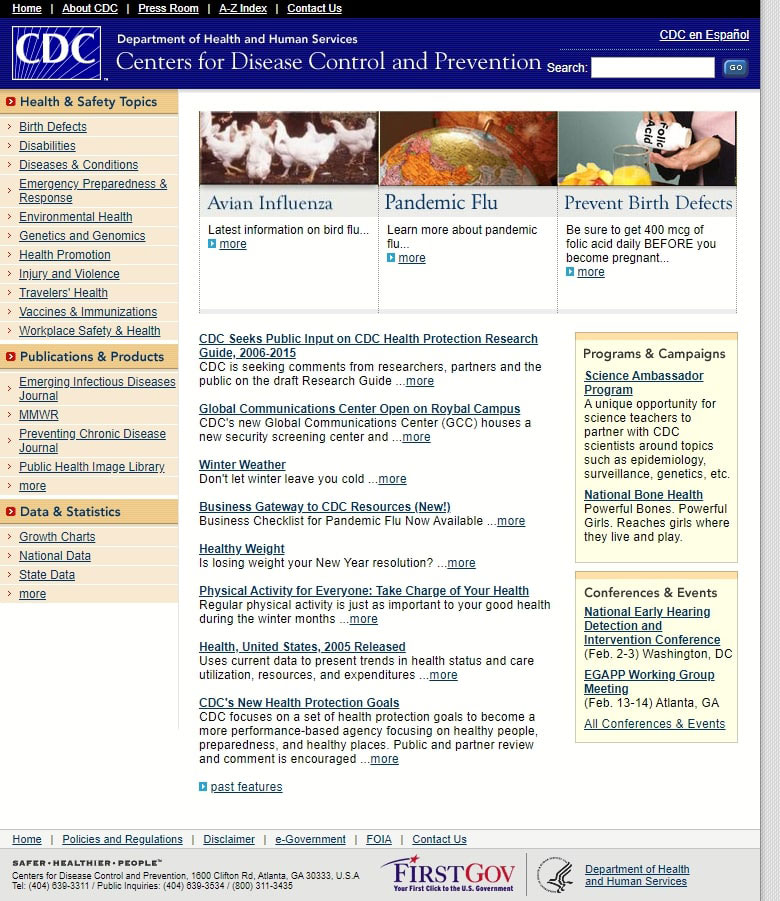 Home | About CDC | Press Room | A-Z Index | Contact Us
CDC
TM
Department of Health and Human Services
Centers for Disease Control and Prevention
CDC en Español
Search:
GO
Health & Safety Topics
Birth Defects
Disabilities
Diseases & Conditions
Emergency Preparedness &
Response
Environmental Health
Genetics and Genomics
Health Promotion
Injury and Violence
Travelers' Health
Vaccines & Immunizations
Workplace Safety & Health
Publications & Products
Emerging Infectious Diseases
Journal
MMWR
Preventing Chronic Disease
Journal
Public Health Image Library
more
Data & Statistics
Growth Charts
National Data
State Data
more
Avian Influenza
Latest information on bird flu...
more
Pandemic Flu
Learn more about pandemic
flu...
more
Folic
Acid
Prevent Birth Defects
Be sure to get 400 mcg of
folic acid daily BEFORE you
become pregnant...
more
CDC Seeks Public Input on CDC Health Protection Research
Guide, 2006-2015
CDC is seeking comments from researchers, partners and the
public on the draft Research Guide ...more
Global Communications Center Open on Roybal Campus
CDC's new Global Communications Center (GCC) houses a
new security screening center and ...more
Winter Weather
Don't let winter leave you cold ...more
Business Gateway to CDC Resources (New!)
Business Checklist for Pandemic Flu Now Available ...more
Healthy Weight
Is losing weight your New Year resolution? ...more
Physical Activity for Everyone: Take Charge of Your Health
Regular physical activity is just as important to your good health
during the winter months ...more
Health, United States, 2005 Released
Uses current data to present trends in health status and care
utilization, resources, and expenditures ...more
CDC's New Health Protection Goals
CDC focuses on a set of health protection goals to become a
more performance-based agency focusing on healthy people,
preparedness, and healthy places. Public and partner review
and comment is encouraged ...more
past features
Programs & Campaigns
Science Ambassador
Program
A unique opportunity for
science teachers to
partner with CDC
scientists around topics
such as epidemiology,
surveillance, genetics, etc.
National Bone Health
Powerful Bones. Powerful
Girls. Reaches girls where
they live and play.
Conferences & Events
National Early Hearing
Detection and
Intervention Conference
(Feb. 2-3) Washington, DC
EGAPP Working Group
Meeting
(Feb. 13-14) Atlanta, GA
All Conferences & Events
Home | Policies and Regulations | Disclaimer | e-Government | FOIA | Contact Us
SAFER • HEALTHIER • PEOPLE™
Centers for Disease Control and Prevention, 1600 Clifton Rd, Atlanta, GA 30333, U.S.A
Tel: (404) 639-3311 / Public Inquiries: (404) 639-3534 / (800) 311-3435
FIRSTGOV
Your First Click to the U.S. Government
Department of Health
and Human Services